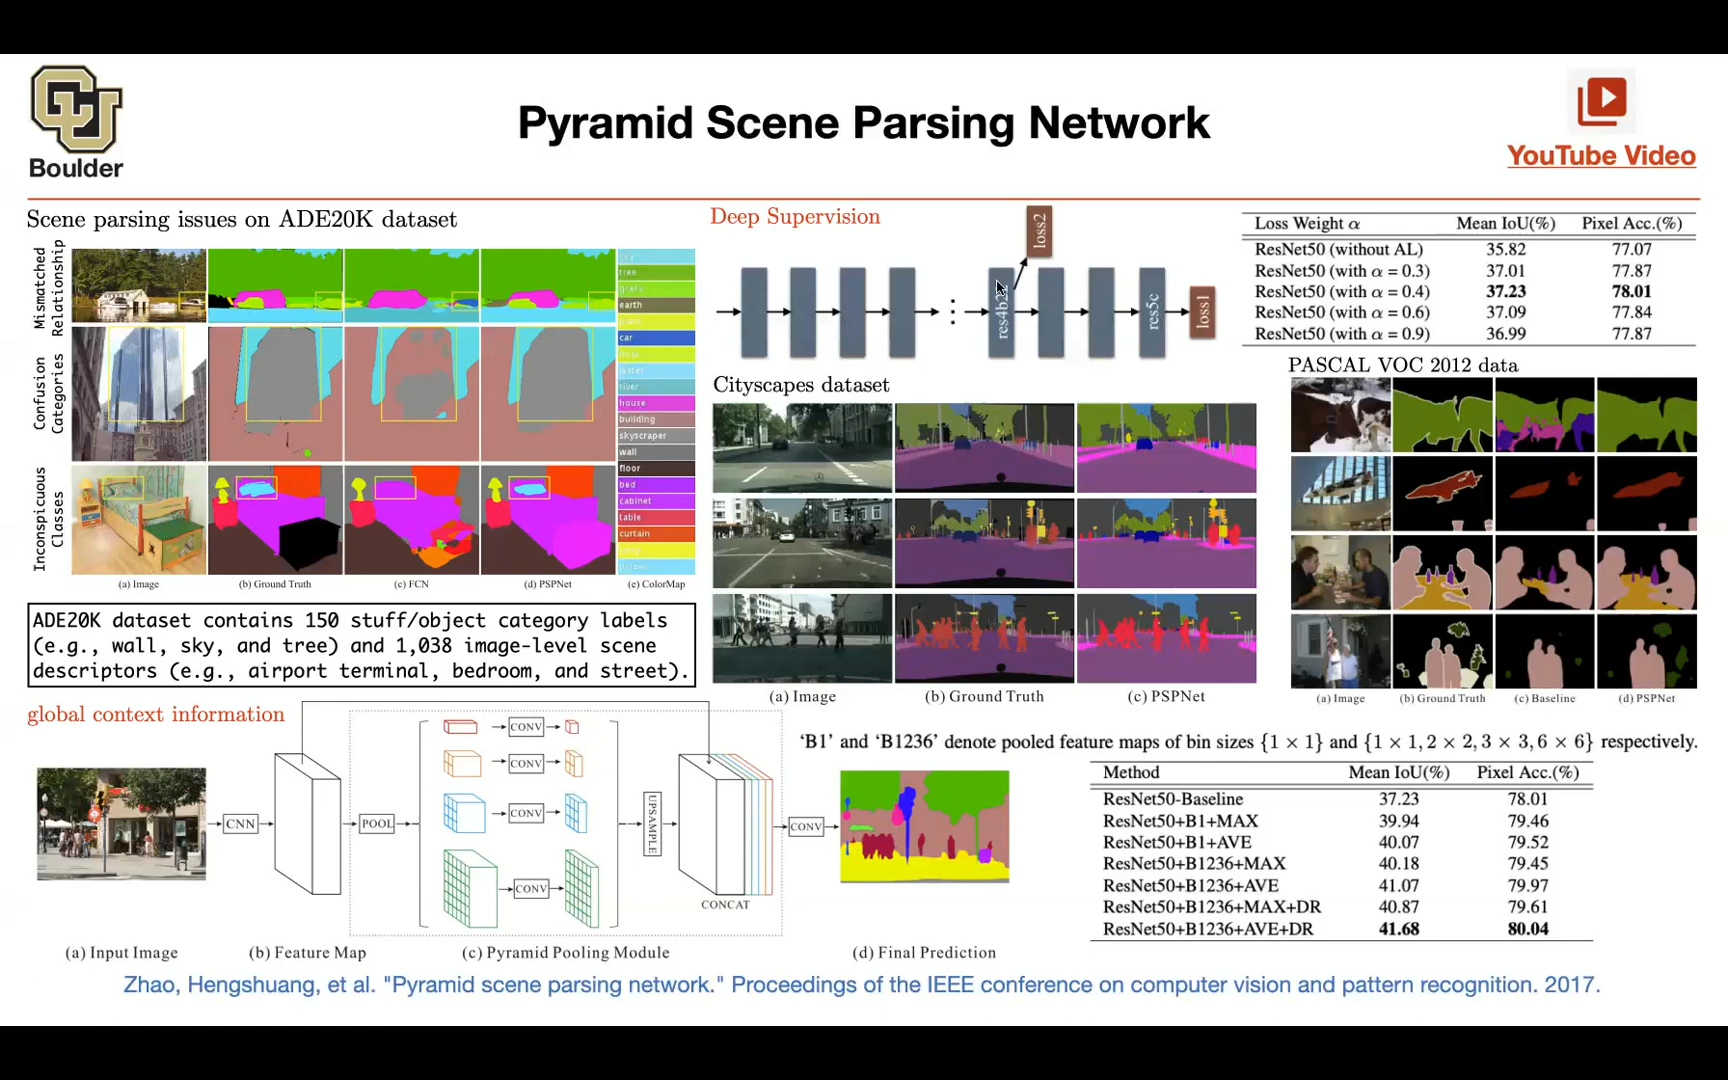 Boulder
Pyramid Scene Parsing Network
YouTube Video
Scene parsing issues on ADE20K dataset
Mismatched
Relationship
Confusion
Categories
Inconspicuous
Classes
tree
earth
car
water
river
house
building
skyscraper
wall
floor
bed
cabinet
table
curtain
(a) Image
(b) Ground Truth
(c) FCN
(d) PSPNet
(e) ColorMap
ADE20K dataset contains 150 stuff/object category labels
(e.g., wall, sky, and tree) and 1,038 image-level scene
descriptors (e.g., airport terminal, bedroom, and street).
Deep Supervision
loss2
res5c
loss1
Loss Weight α Mean IoU(%) Pixel Acc.(%)
ResNet50 (without AL) 35.82 77.07
ResNet50 (with α = 0.3) 37.01 77.87
ResNet50 (with α = 0.4) 37.23 78.01
ResNet50 (with α = 0.6) 37.09 77.84
ResNet50 (with α = 0.9) 36.99 77.87
Cityscapes dataset
(a) Image
(b) Ground Truth
(c) PSPNet
PASCAL VOC 2012 data
(a) Image
(b) Ground Truth
(c) Baseline
(d) PSPNet
global context information
CNN
POOL
CONV
CONV
CONV
CONV
UPSAMPLE
CONCAT
CONV
(a) Input Image
(b) Feature Map
(c) Pyramid Pooling Module
(d) Final Prediction
‘B1’ and ‘B1236’ denote pooled feature maps of bin sizes {1 × 1} and {1 × 1, 2 × 2, 3 × 3, 6 × 6} respectively.
Method Mean IoU(%) Pixel Acc.(%)
ResNet50-Baseline 37.23 78.01
ResNet50+B1+MAX 39.94 79.46
ResNet50+B1+AVE 40.07 79.52
ResNet50+B1236+MAX 40.18 79.45
ResNet50+B1236+AVE 41.07 79.97
ResNet50+B1236+MAX+DR 40.87 79.61
ResNet50+B1236+AVE+DR 41.68 80.04
Zhao, Hengshuang, et al. "Pyramid scene parsing network." Proceedings of the IEEE conference on computer vision and pattern recognition. 2017.